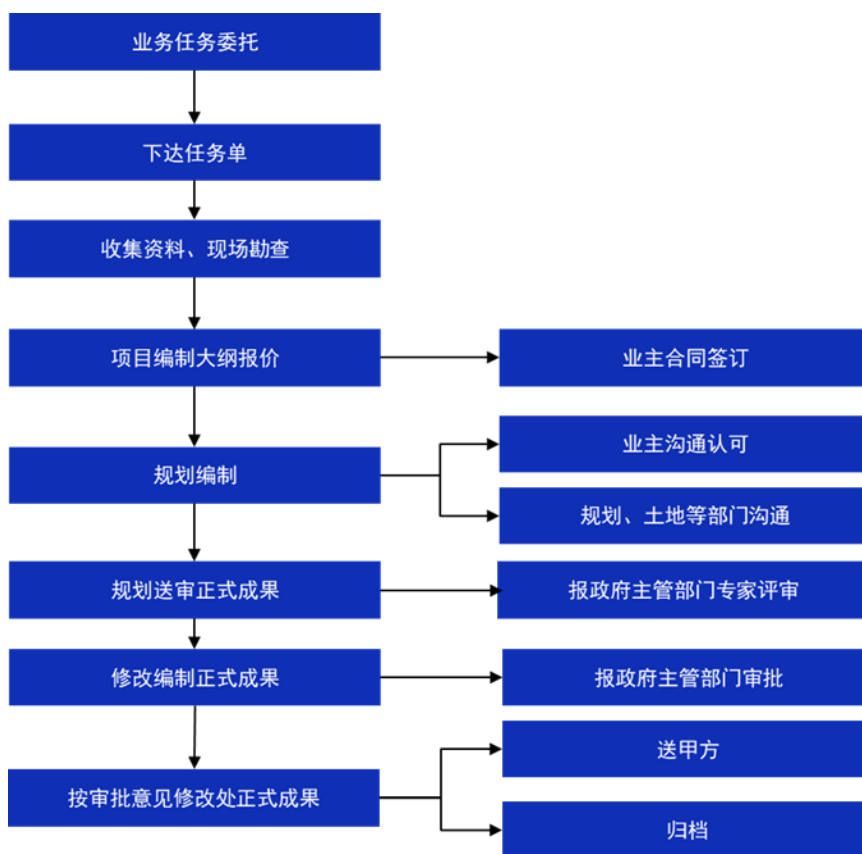 业务任务委托
下达任务单
收集资料、现场勘查
项目编制大纲报价
业主合同签订
规划编制
业主沟通认可
规划、土地等部门沟通
规划送审正式成果
报政府主管部门专家评审
修改编制正式成果
报政府主管部门审批
按审批意见修改处正式成果
送甲方
归档